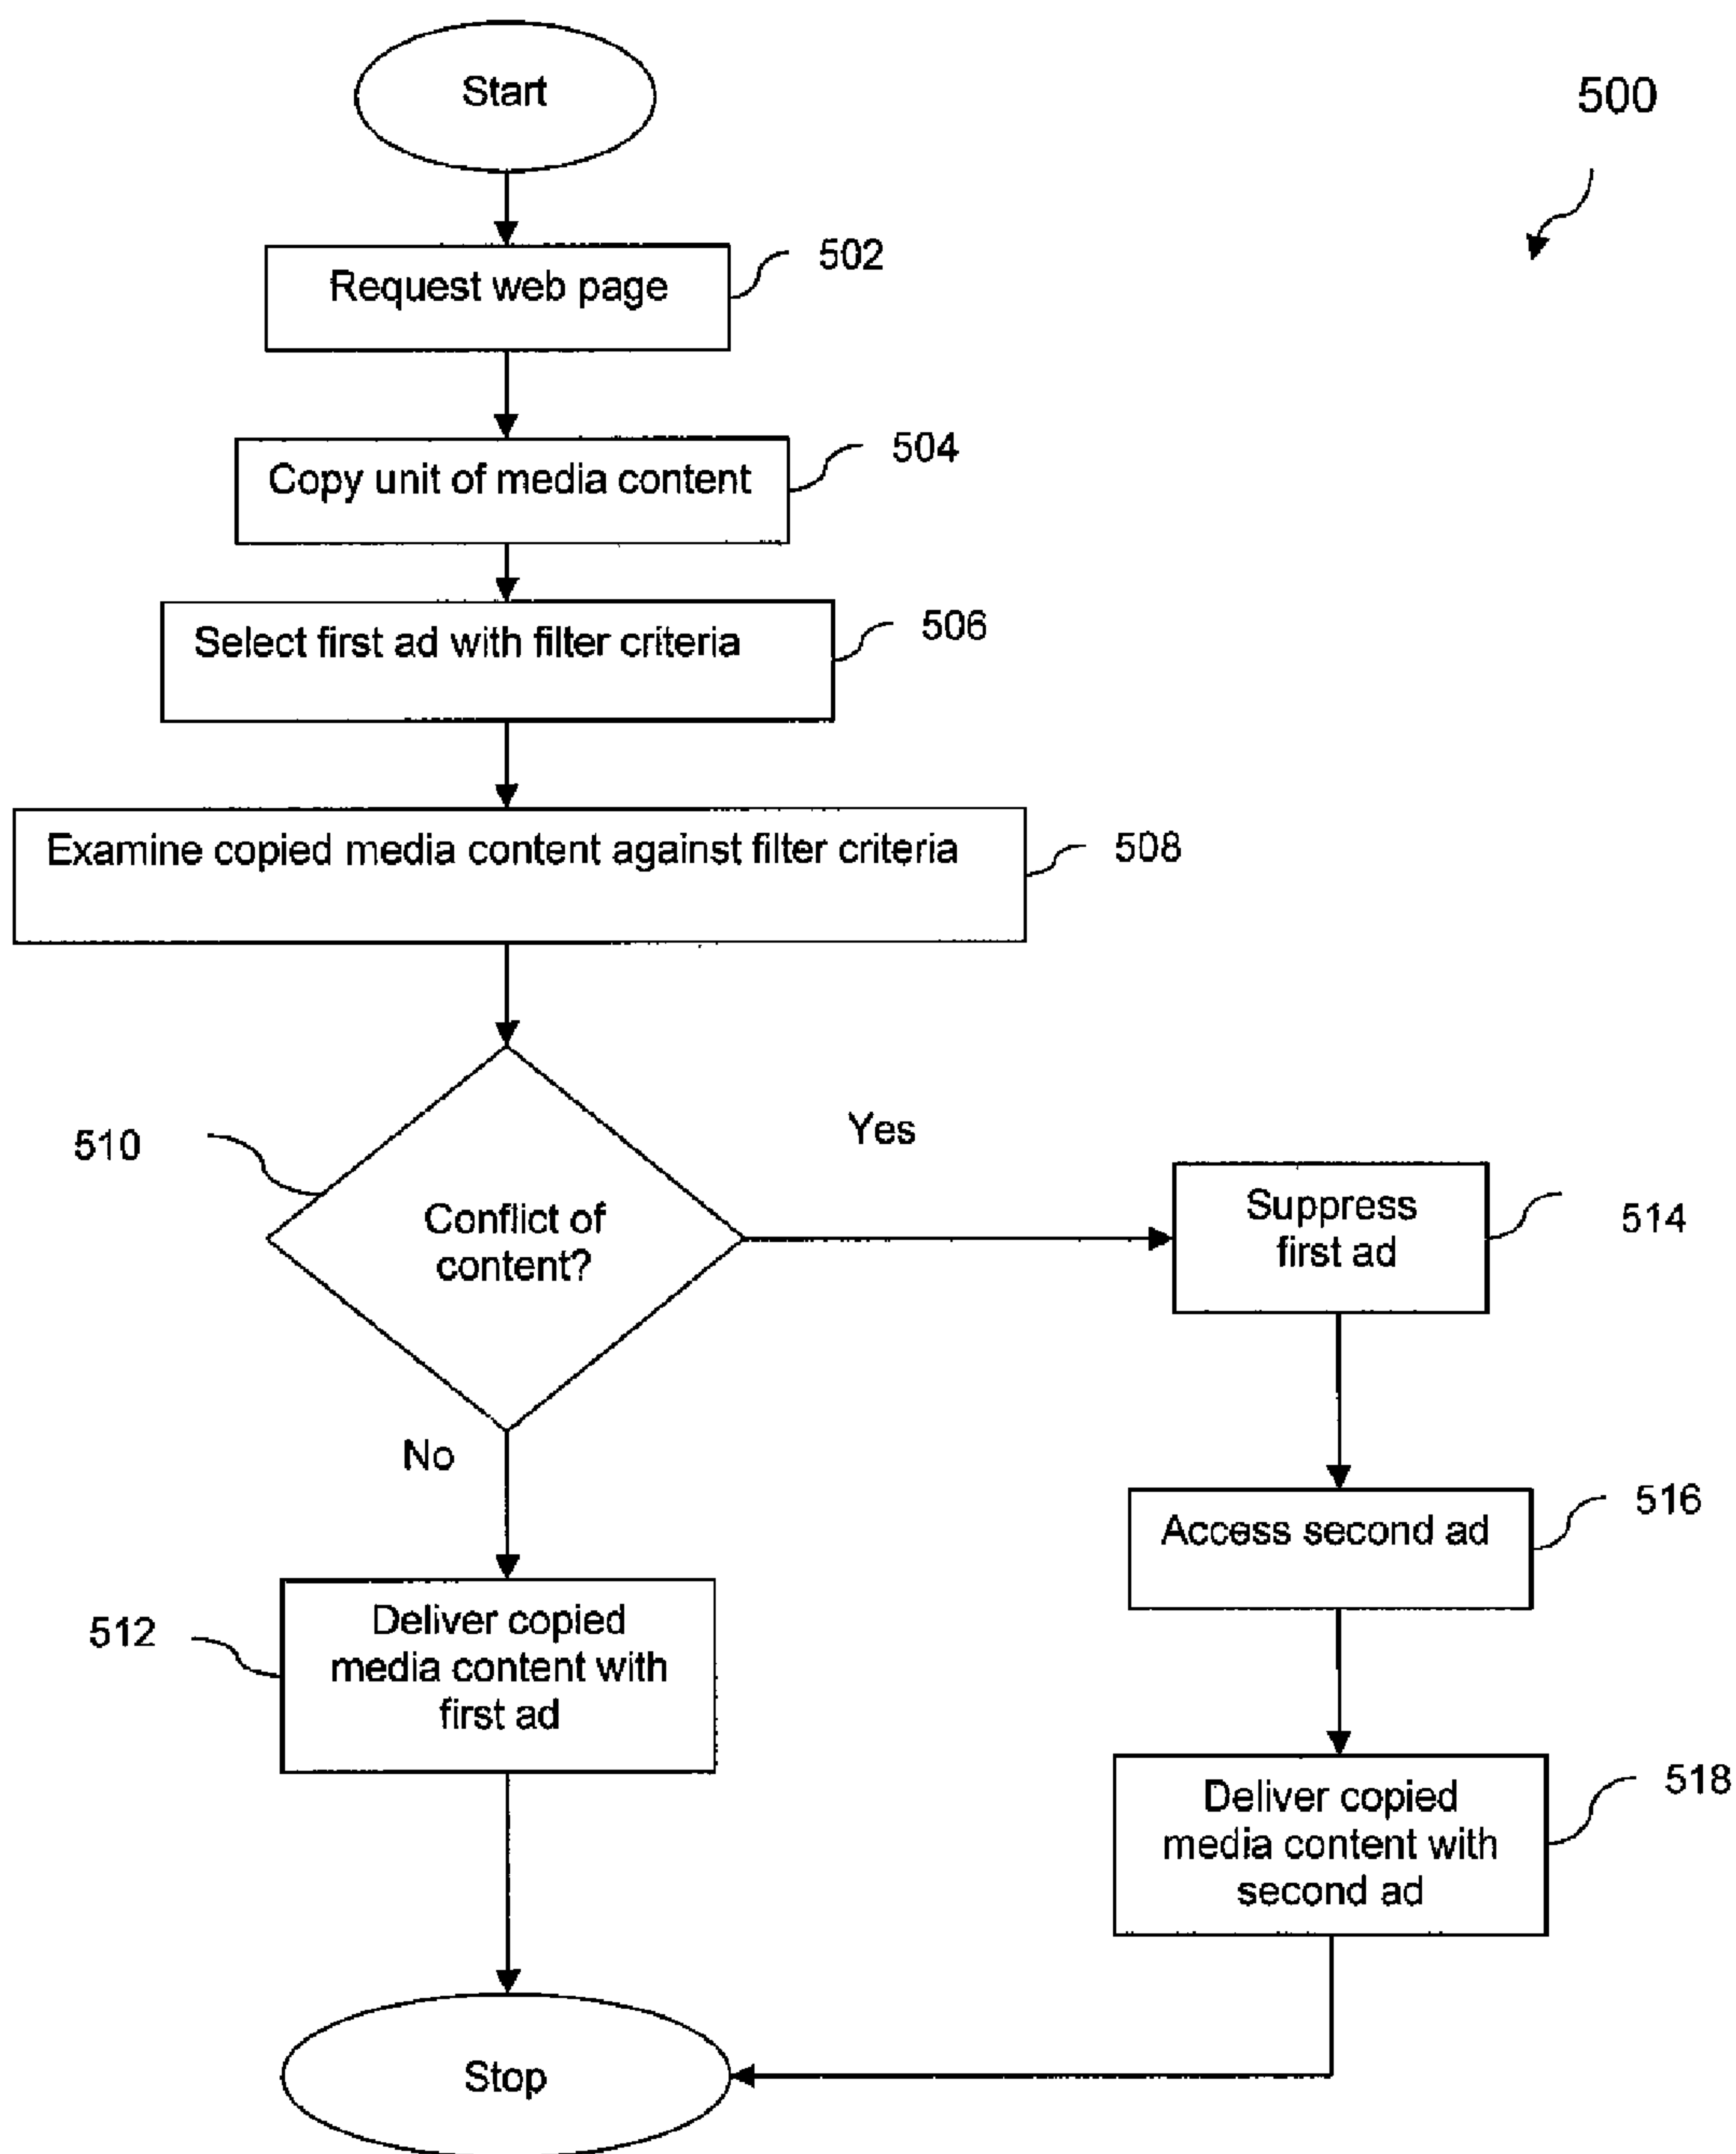 Start
500
Request web page
502
Copy unit of media content
504
Select first ad with filter criteria
506
Examine copied media content against filter criteria
508
510
Conflict of
content?
Yes
No
Suppress
first ad
514
Access second ad
516
512
Deliver copied
media content with
first ad
Deliver copied
media content with
second ad
518
Stop